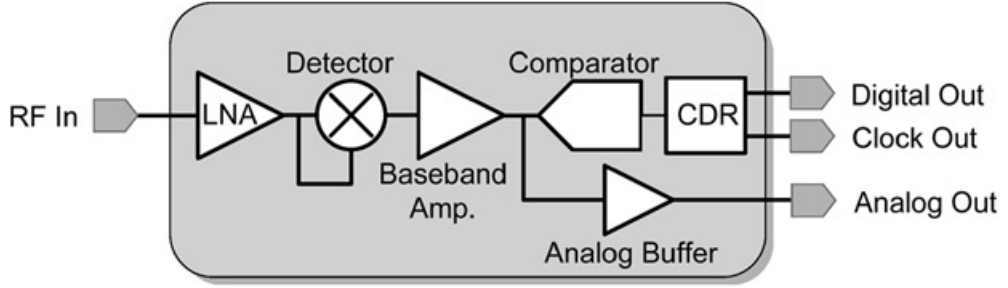 Detector
Comparator
RF In
LNA
CDR
Digital Out
Clock Out
Baseband
Amp.
Analog Out
Analog Buffer